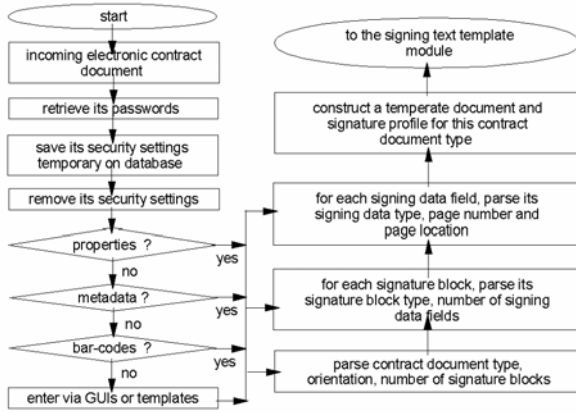 start
incoming electronic contract
document
retrieve its passwords
save its security settings
temporary on database
remove its security settings
properties ?
yes
no
metadata ?
yes
no
bar-codes ?
yes
no
enter via GUIs or templates
to the signing text template
module
construct a temperate document and
signature profile for this contract
document type
for each signing data field, parse its
signing data type, page number and
page location
for each signature block, parse its
signature block type, number of signing
data fields
parse contract document type,
orientation, number of signature blocks